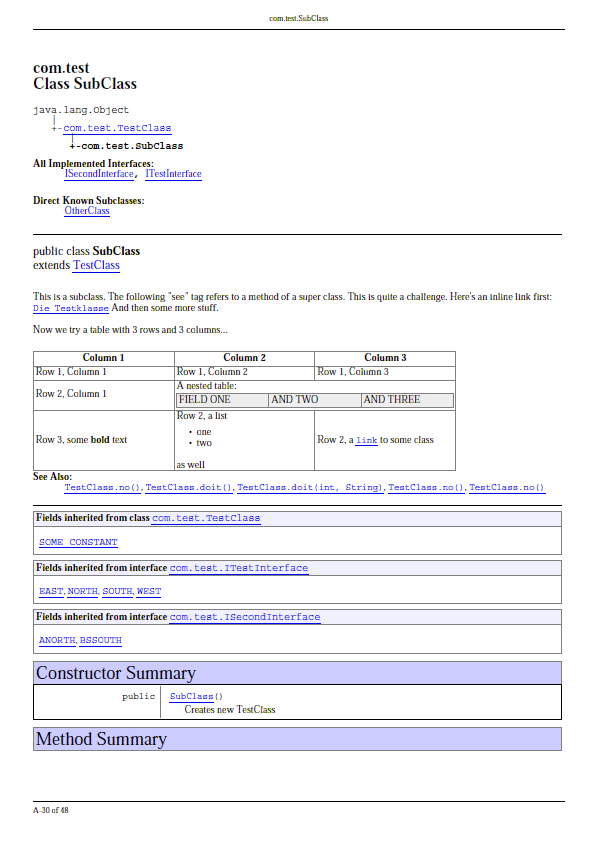 com.test.SubClass
com.test
Class SubClass
java.lang.Object
|
+-com.test.TestClass
|
+-com.test.SubClass
All Implemented Interfaces:
ISecondInterface, ITestInterface
Direct Known Subclasses:
OtherClass
public class SubClass
extends TestClass
This is a subclass. The following "see" tag refers to a method of a super class. This is quite a challenge. Here's an inline link first:
Die Testklasse And then some more stuff.
Now we try a table with 3 rows and 3 columns...
Column 1 Column 2 Column 3
Row 1, Column 1 Row 1, Column 2 Row 1, Column 3
Row 2, Column 1
A nested table:
FIELD ONE AND TWO AND THREE
Row 3, some bold text
Row 2, a list
• one
• two
as well
Row 2, a link to some class
See Also:
TestClass.no(), TestClass.doit(), TestClass.doit(int, String), TestClass.no(), TestClass.no()
Fields inherited from class com.test.TestClass
SOME_CONSTANT
Fields inherited from interface com.test.ITestInterface
EAST, NORTH, SOUTH, WEST
Fields inherited from interface com.test.ISecondInterface
ANORTH, BSSOUTH
Constructor Summary
public SubClass()
Creates new TestClass
Method Summary
A-30 of 48